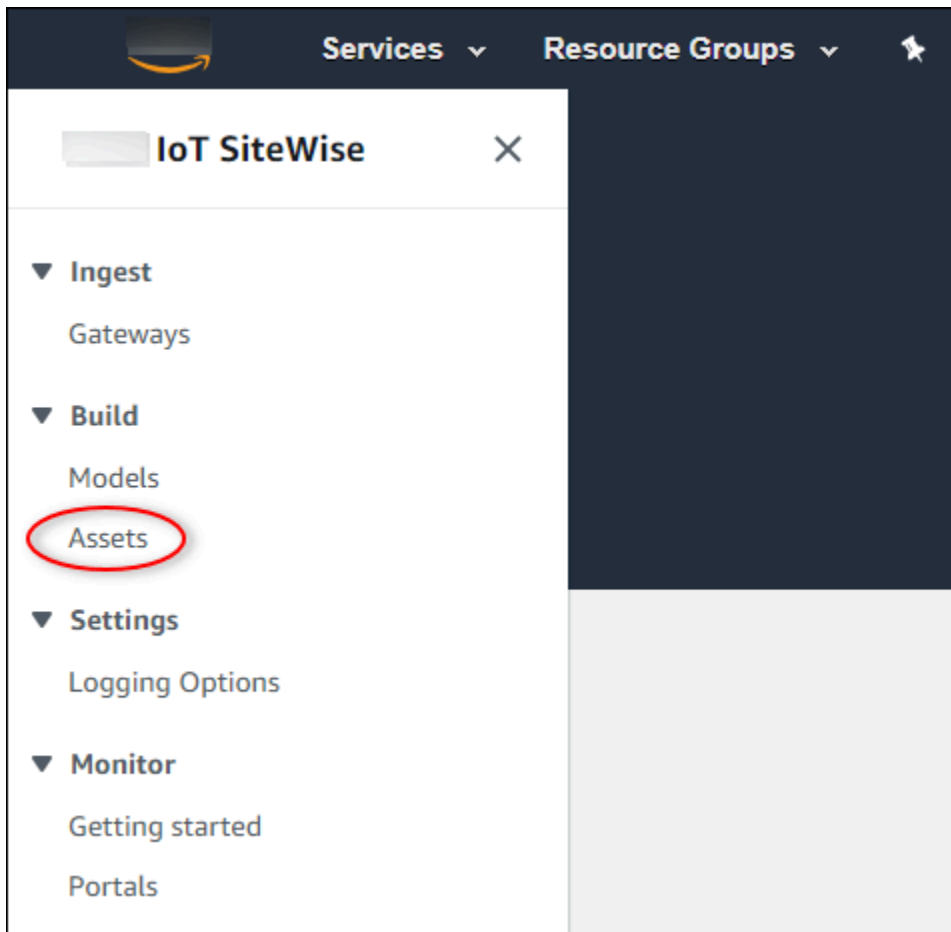 Services Resource Groups
IoT SiteWise
Ingest
Gateways
Build
Models
Assets
Settings
Logging Options
Monitor
Getting started
Portals